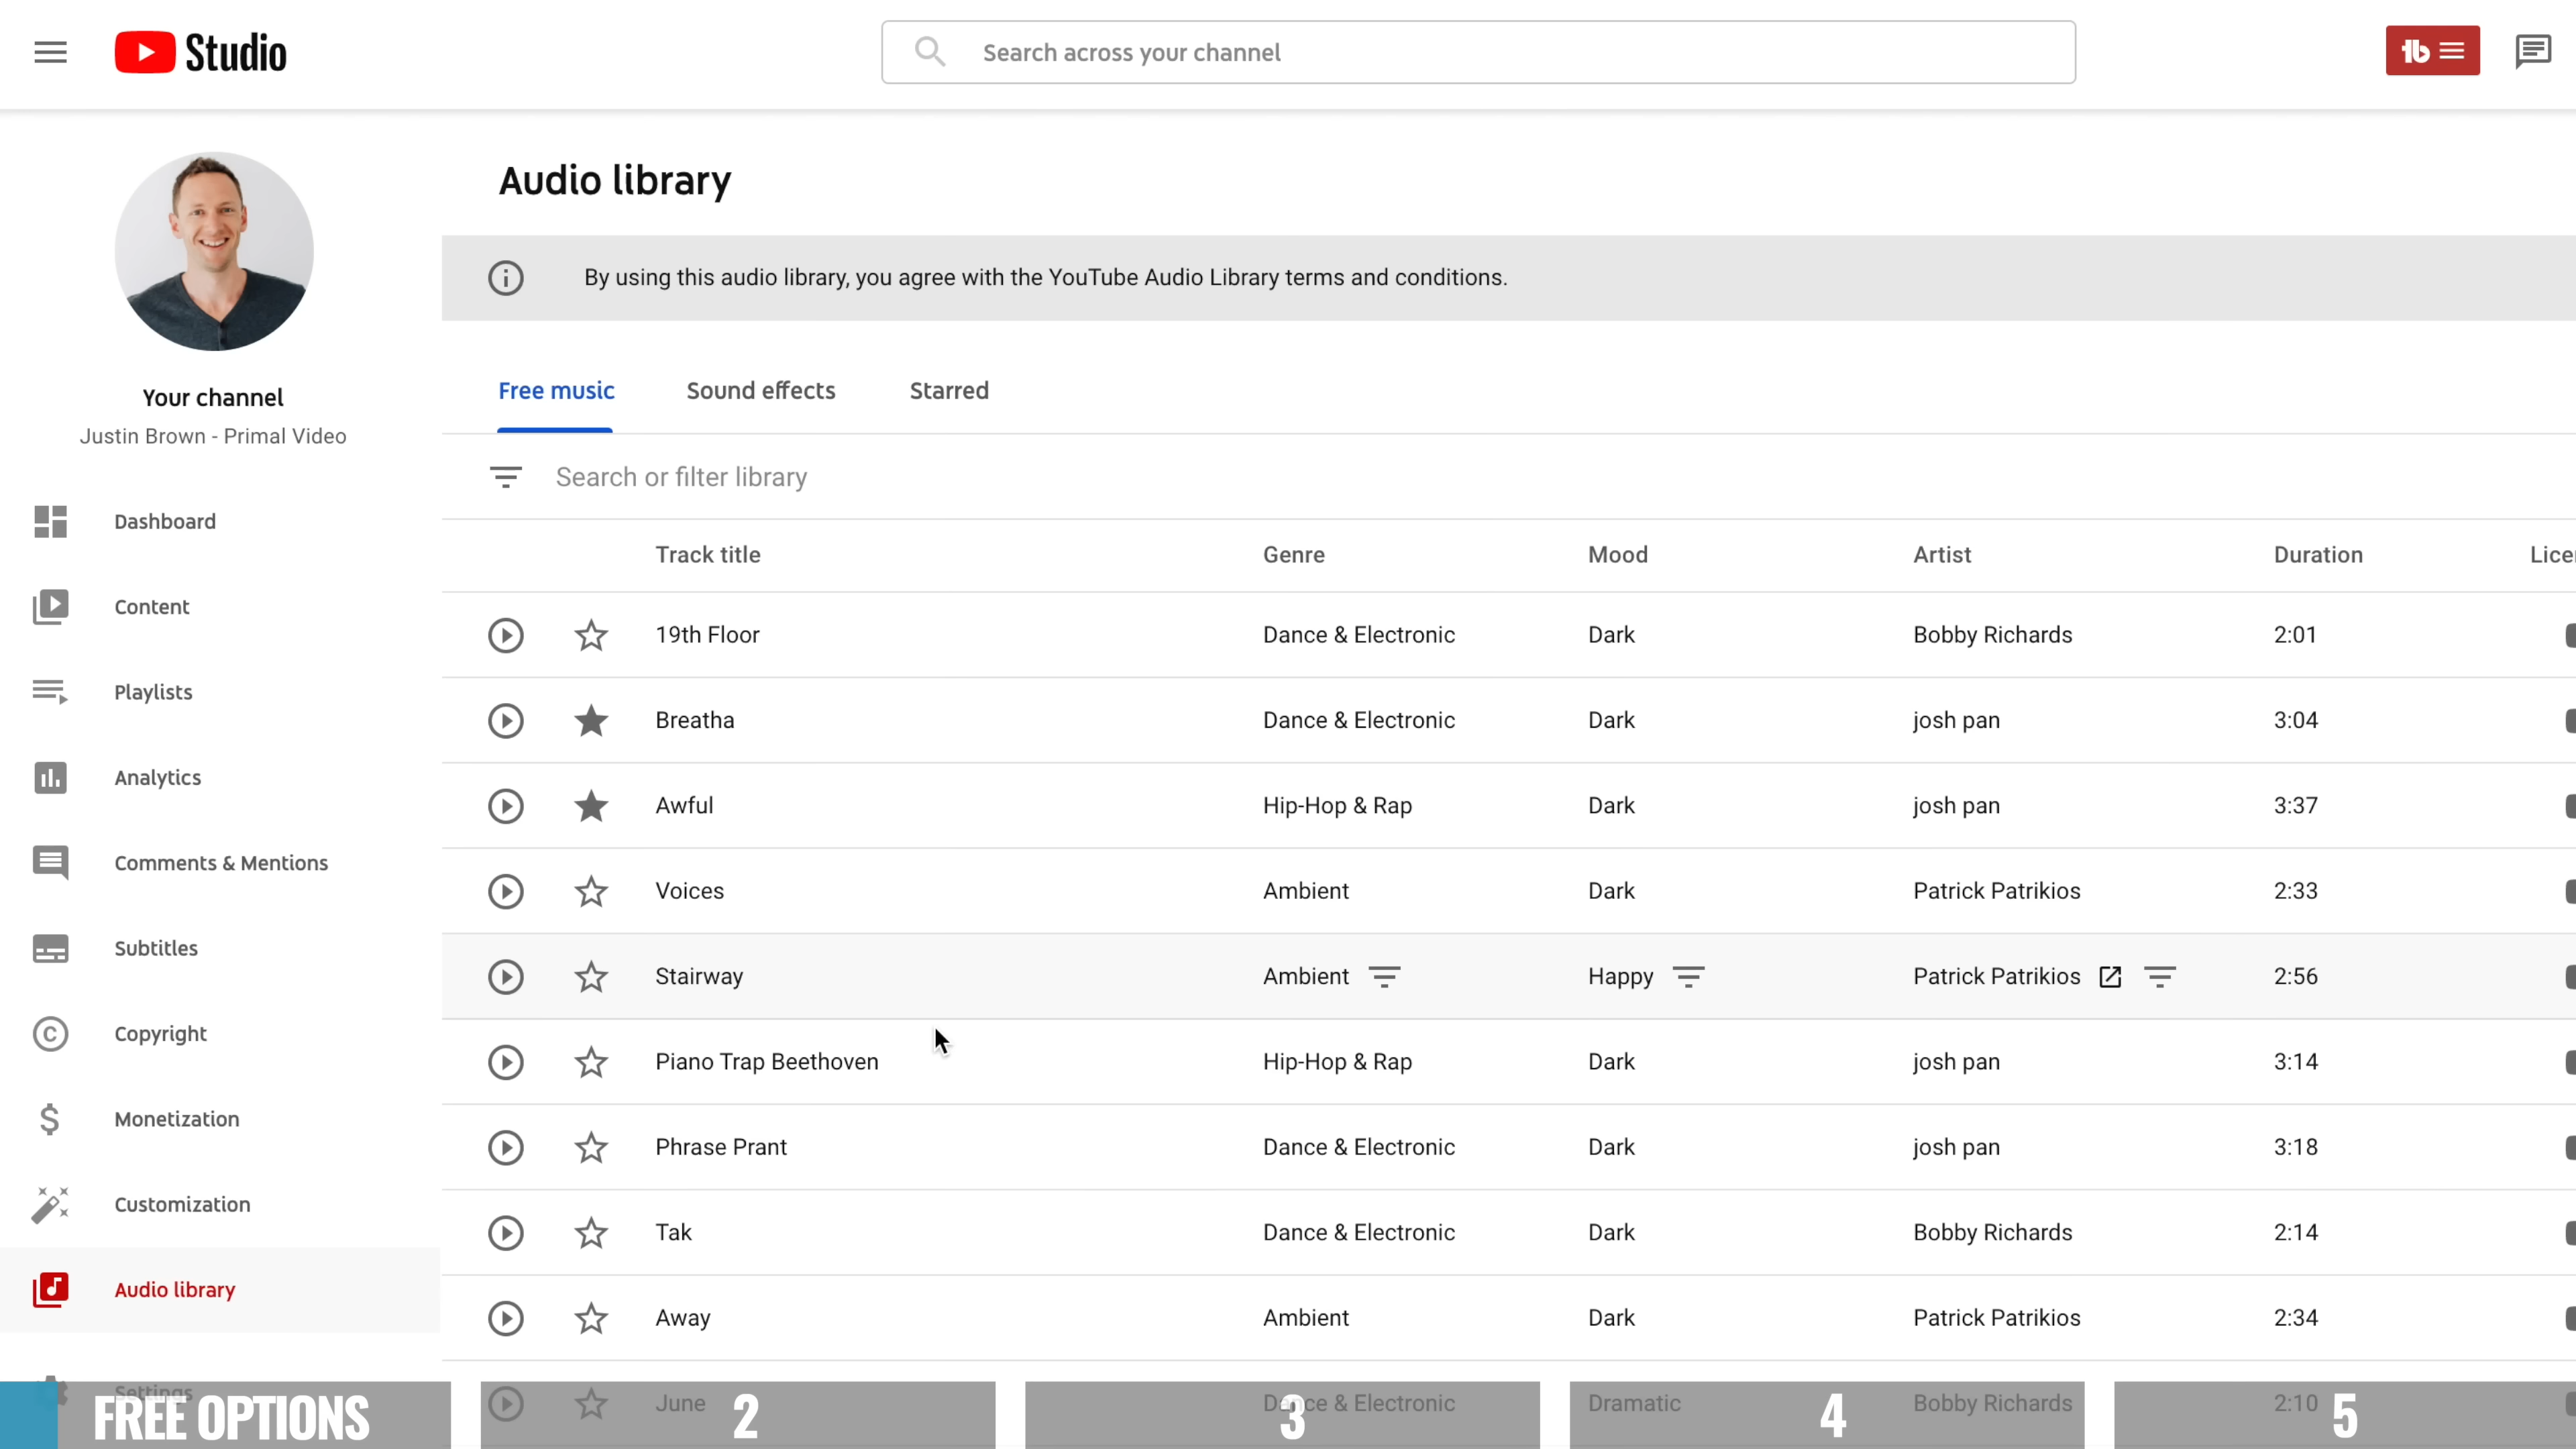 Studio
Search across your channel
tb
Audio library
By using this audio library, you agree with the YouTube Audio Library terms and conditions.
Your channel
Justin Brown - Primal Video
Free music Sound effects Starred
Search or filter library
Dashboard
Content
Playlists
Analytics
Comments & Mentions
Subtitles
Copyright
Monetization
Customization
Audio library
Settings
Track title Genre Mood Artist Duration
19th Floor Dance & Electronic Dark Bobby Richards 2:01
Breatha Dance & Electronic Dark josh pan 3:04
Awful Hip-Hop & Rap Dark josh pan 3:37
Voices Ambient Dark Patrick Patrikios 2:33
Stairway Ambient Happy Patrick Patrikios 2:56
Piano Trap Beethoven Hip-Hop & Rap Dark josh pan 3:14
Phrase Prant Dance & Electronic Dark josh pan 3:18
Tak Dance & Electronic Dark Bobby Richards 2:14
Away Ambient Dark Patrick Patrikios 2:34
June Dance & Electronic Dramatic Bobby Richards 2:10
FREE OPTIONS 2 3 4 5